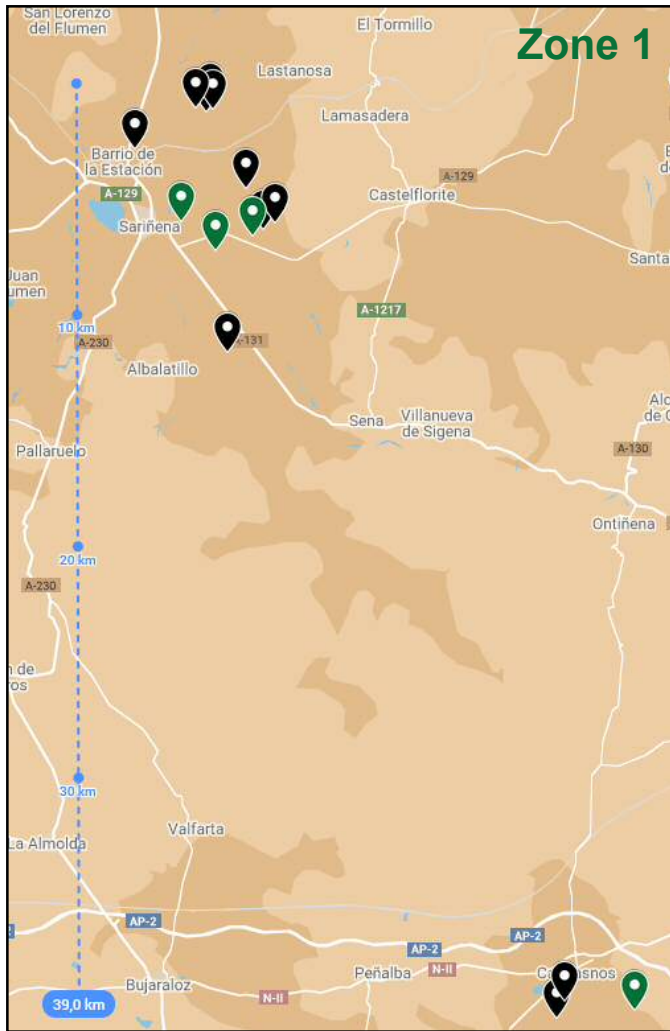 San Lorenzo
del Flumen
El Tormillo
Zone 1
Lastanosa
Lamasadera
Barrio de
la Estación
A-129
A-129
Castelflorite
Sariñena
Santa
Juan
umen
10 km
A-1217
A-230
-131
Albalatillo
Sena
Villanueva
de Sigena
Pallaruelo
A-130
Ontiñena
20 km
A-230
n de
ros
30 km
Valfarta
La Almolda
AP-2
AP-2
AP-2
Bujaraloz
Peñalba
N-II
N-II
39,0 km